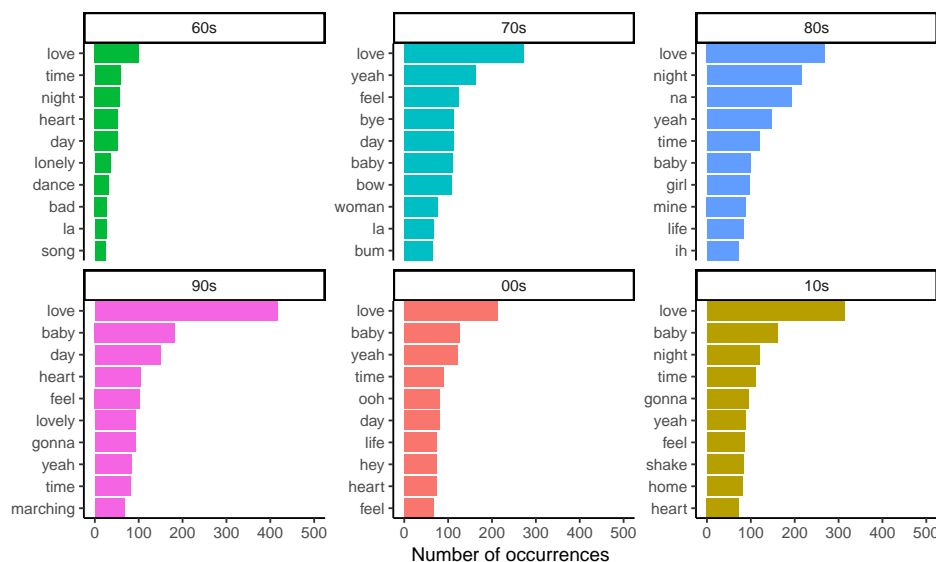 60s
love
time
night
heart
day
lonely
dance
bad
la
song
70s
love
yeah
feel
bye
day
baby
bow
woman
la
bum
80s
love
night
na
yeah
time
baby
girl
mine
life
ih
90s
love
baby
day
heart
feel
lovely
gonna
yeah
time
marching
0 100 200 300 400 500
00s
love
baby
yeah
time
ooh
day
life
hey
heart
feel
0 100 200 300 400 500
10s
love
baby
night
time
gonna
yeah
feel
shake
home
heart
0 100 200 300 400 500
Number of occurrences